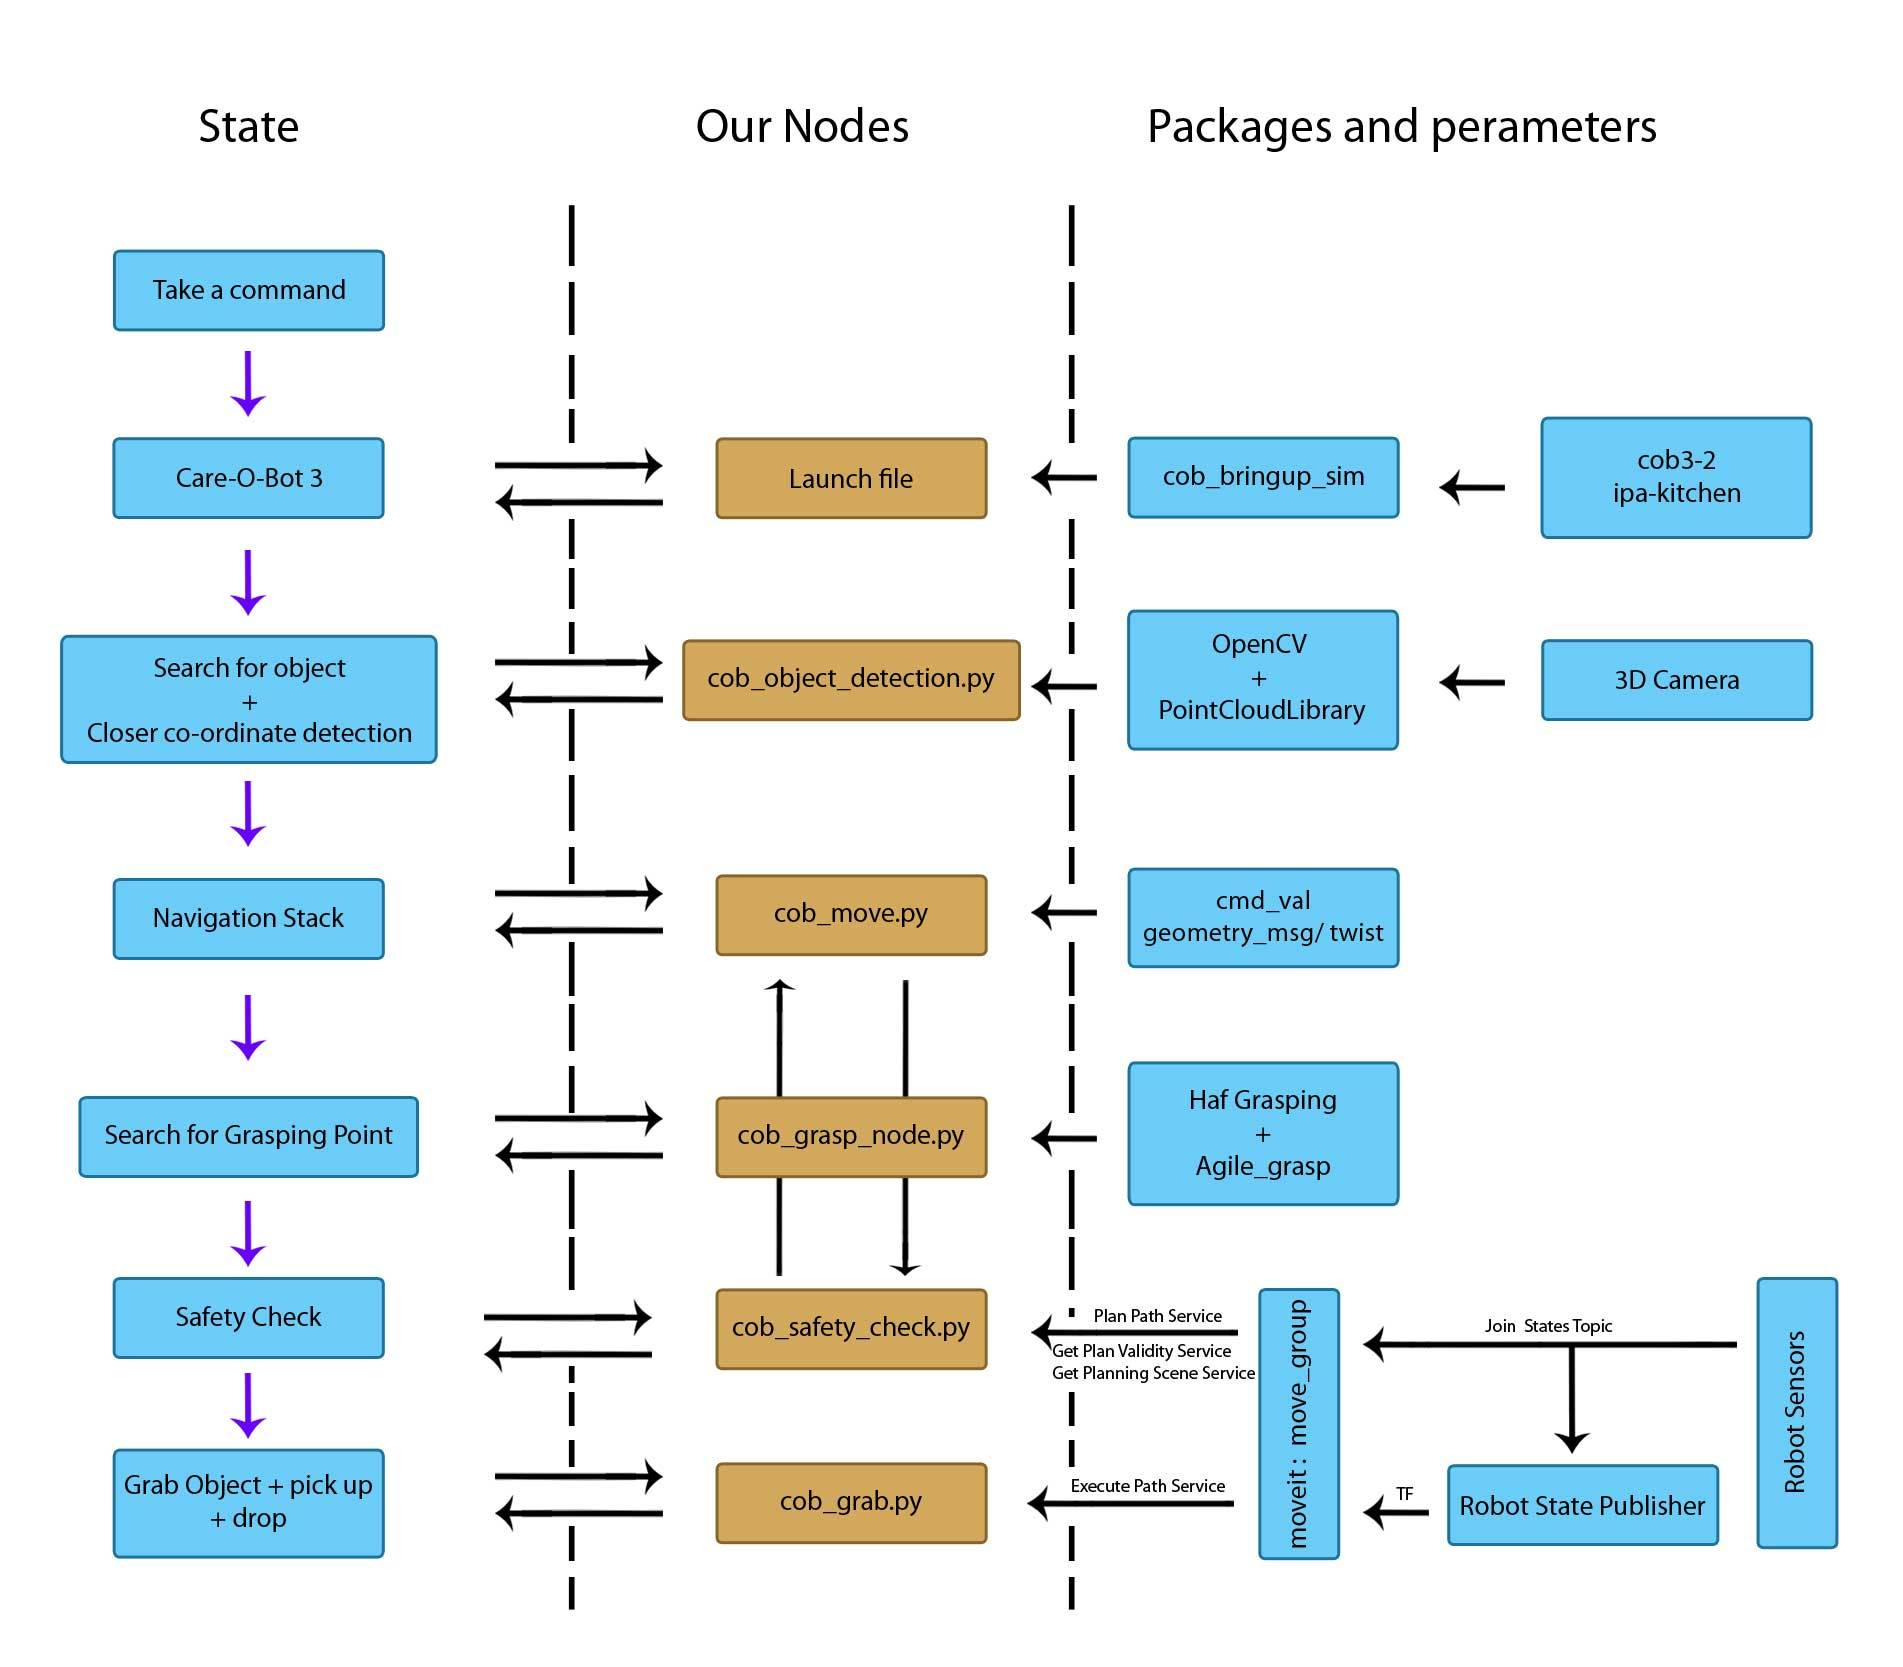 State
Our Nodes
Packages and perameters
Take a command
Care-O-Bot 3
Launch file
cob_bringup_sim
cob3-2
ipa-kitchen
Search for object
+
Closer co-ordinate detection
cob_object_detection.py
OpenCV
+
PointCloudLibrary
3D Camera
Navigation Stack
cob_move.py
cmd_val
geometry_msg/ twist
Search for Grasping Point
cob_grasp_node.py
Haf Grasping
+
Agile_grasp
Safety Check
cob_safety_check.py
Plan Path Service
Get Plan Validity Service
Get Planning Scene Service
moveit : move_group
Join States Topic
Robot Sensors
Grab Object + pick up
+ drop
cob_grab.py
Execute Path Service
TF
Robot State Publisher